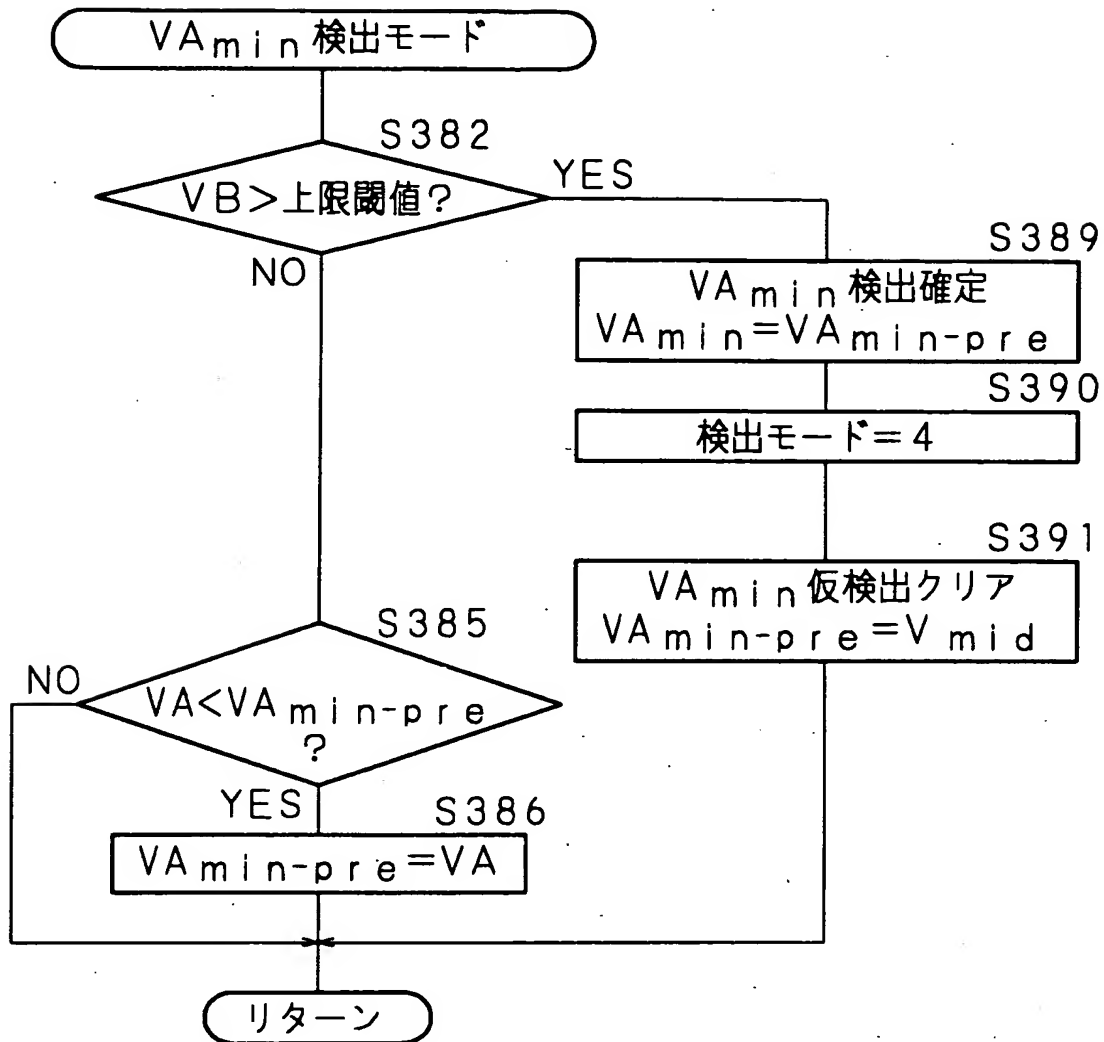 VAmin検出モード
S382
VB>上限閾値?
YES
NO
S389
VAmin検出確定
VAmin=VAmin-pre
S390
検出モード=4
S391
VAmin仮検出クリア
VAmin-pre=Vmid
S385
NO
VA<VAmin-pre
?
YES
S386
VAmin-pre=VA
リターン